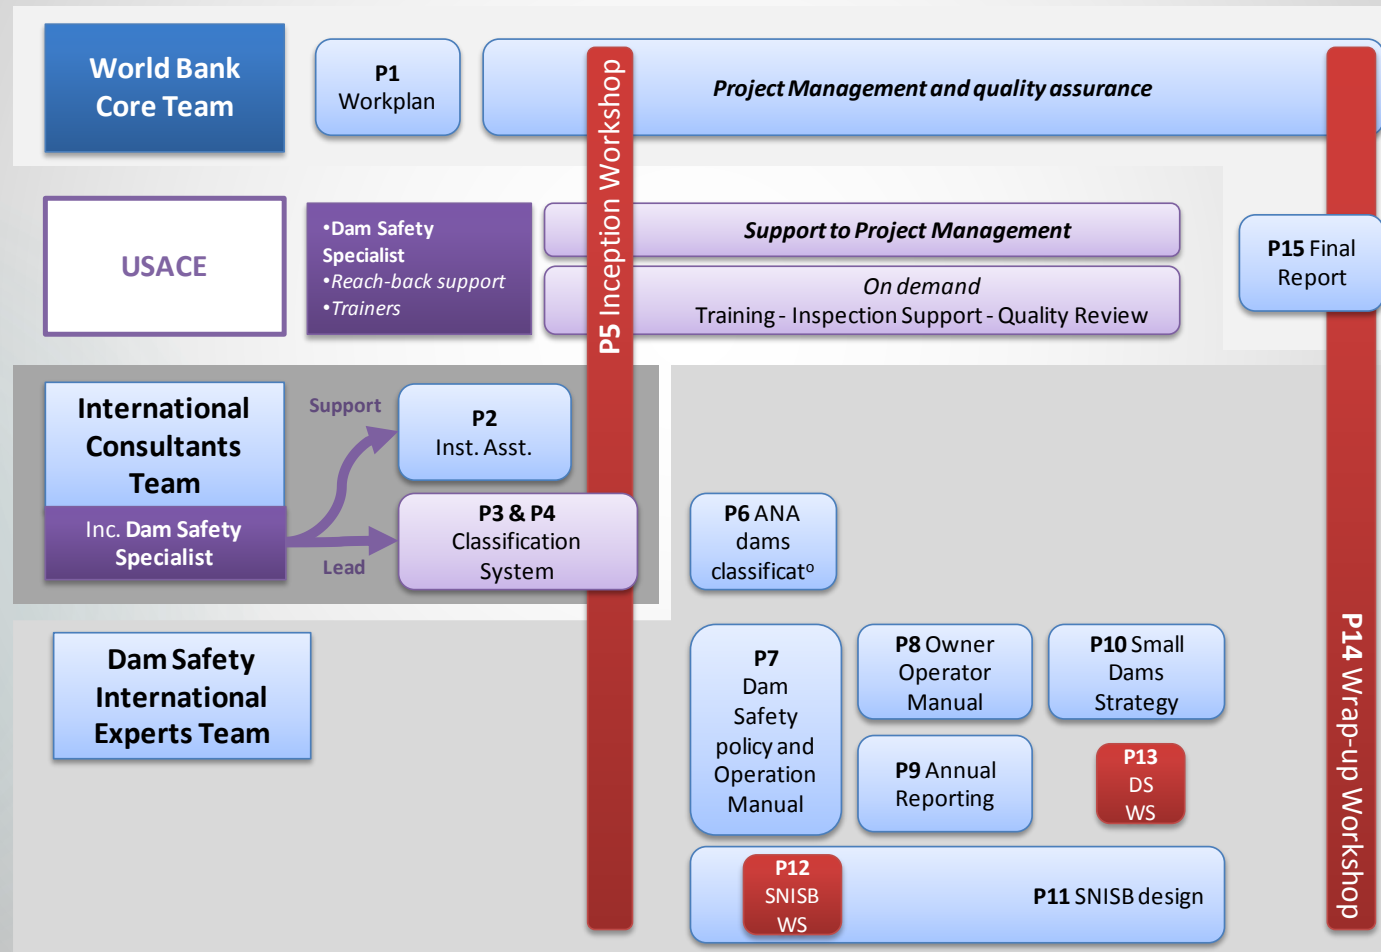 World Bank
Core Team
P1
Workplan
Project Management and quality assurance
P5 Inception Workshop
USACE
•Dam Safety
Specialist
•Reach-back support
•Trainers
Support to Project Management
On demand
Training - Inspection Support - Quality Review
P15 Final
Report
International
Consultants
Team
Inc. Dam Safety
Specialist
Support
Lead
P2
Inst. Asst.
P3 & P4
Classification
System
P6 ANA
dams
classificatº
Dam Safety
International
Experts Team
P7
Dam
Safety
policy and
Operation
Manual
P8 Owner
Operator
Manual
P9 Annual
Reporting
P10 Small
Dams
Strategy
P13
DS
WS
P12
SNISB
WS
P11 SNISB design
P14 Wrap-up Workshop